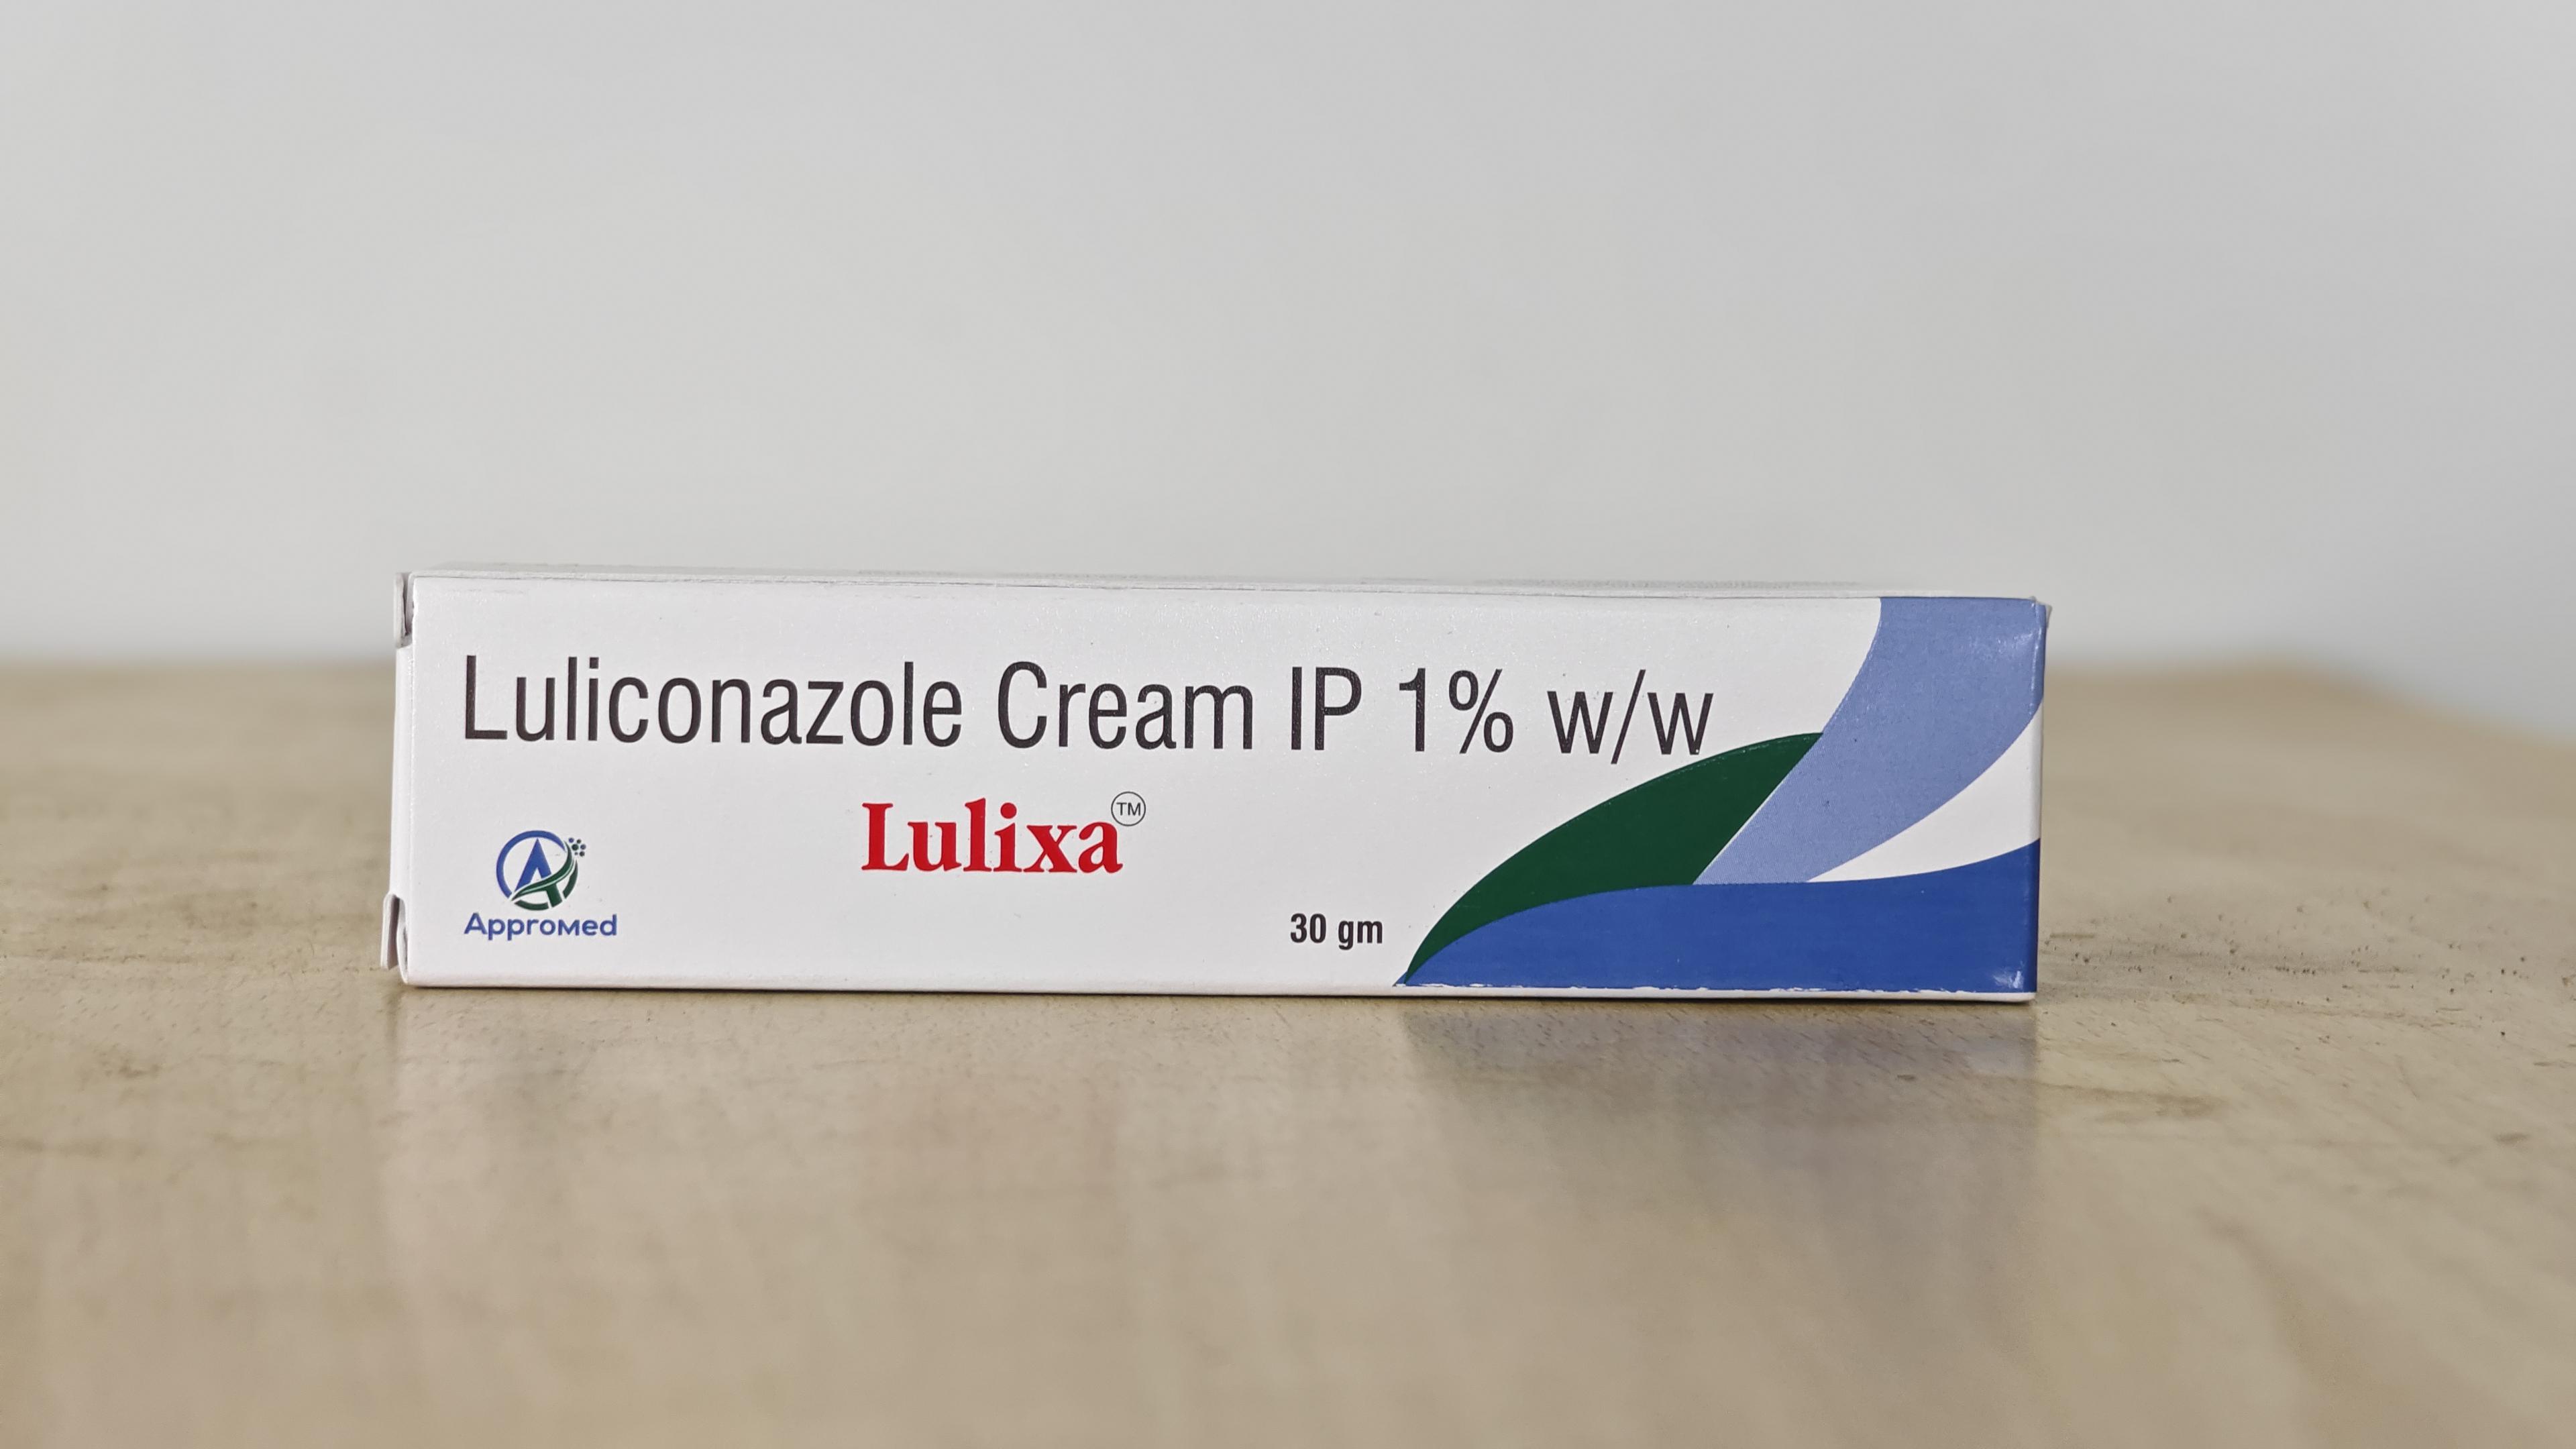 Luliconazole Cream IP 1% w/w
Lulixa™
Appromed
30 gm